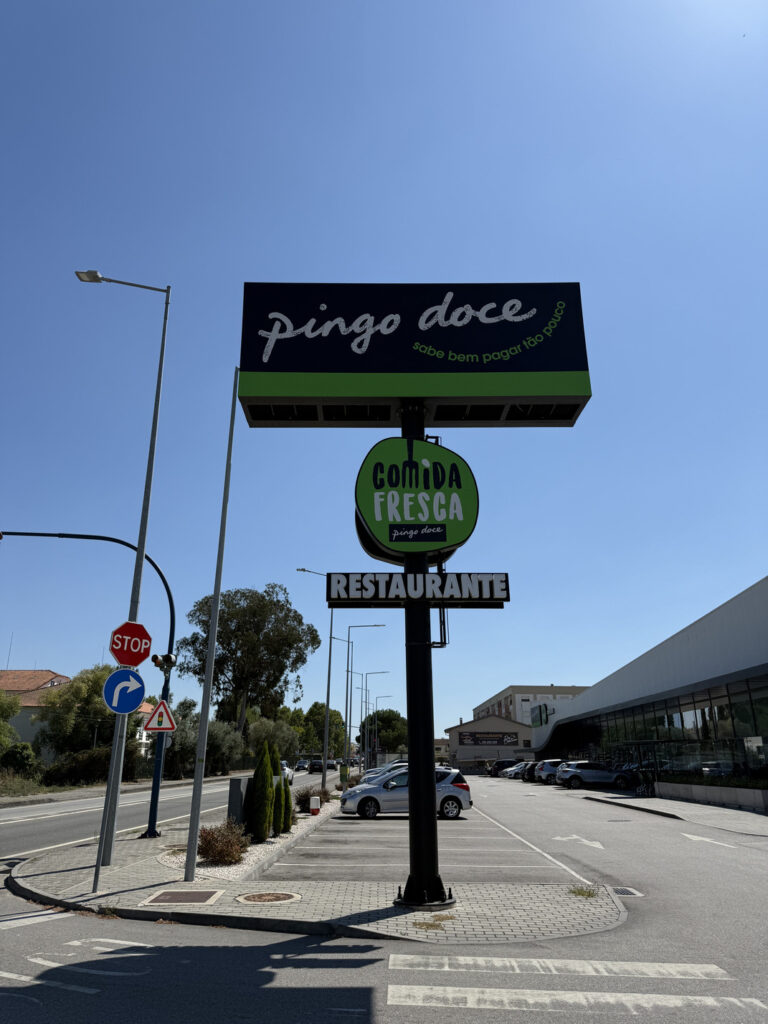 pingo doce
sabe bem pagar tão pouco
COMIDA
FRESCA
pingo doce
RESTAURANTE
STOP